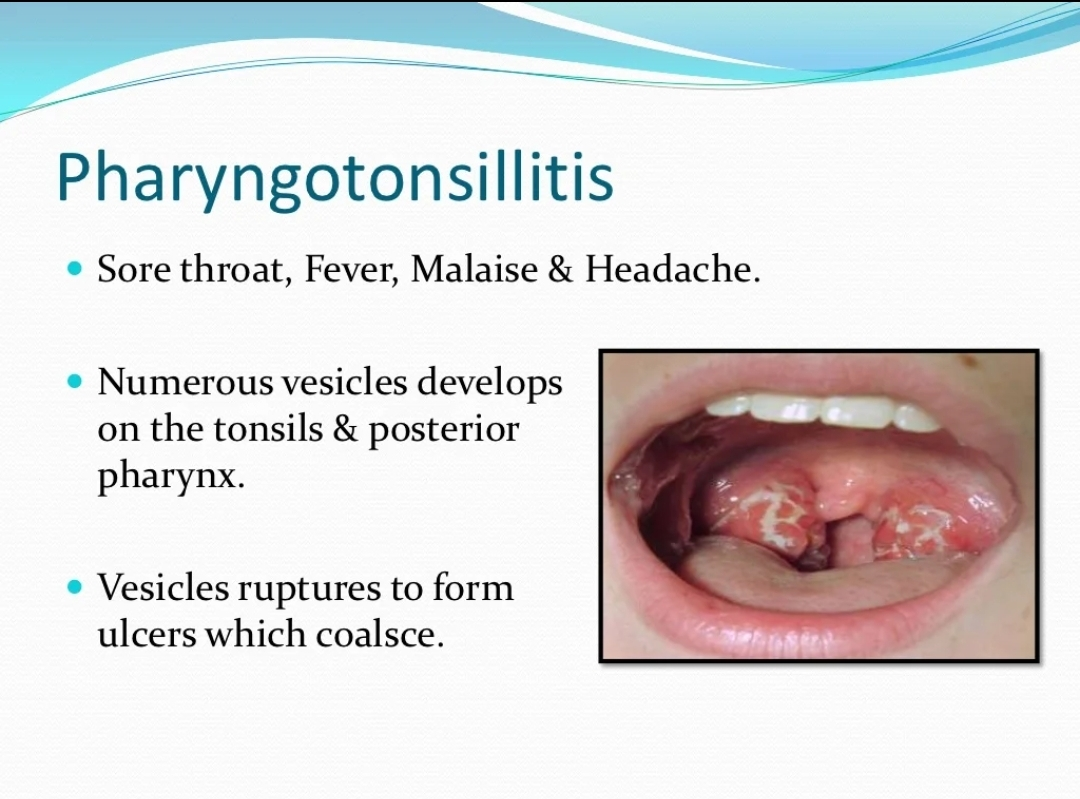 Pharyngotonsillitis
• Sore throat, Fever, Malaise & Headache.
• Numerous vesicles develops
on the tonsils & posterior
pharynx.
• Vesicles ruptures to form
ulcers which coalsce.